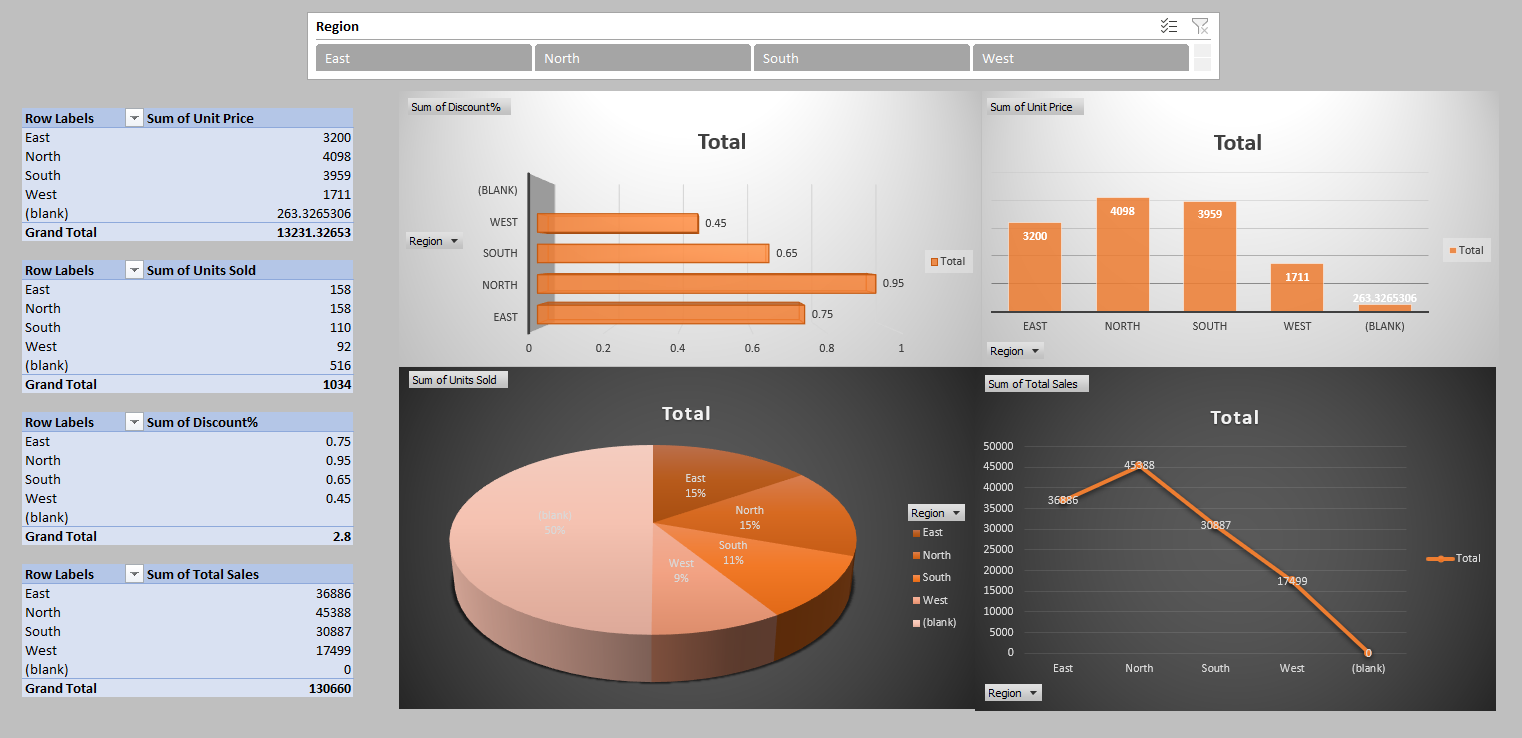 Region
East North South West
Row Labels Sum of Unit Price
East 3200
North 4098
South 3959
West 1711
(blank) 263.3265306
Grand Total 13231.32653
Row Labels Sum of Units Sold
East 158
North 158
South 110
West 92
(blank) 516
Grand Total 1034
Row Labels Sum of Discount%
East 0.75
North 0.95
South 0.65
West 0.45
(blank)
Grand Total 2.8
Row Labels Sum of Total Sales
East 36886
North 45388
South 30887
West 17499
(blank) 0
Grand Total 130660
Sum of Discount%
Total
(BLANK)
WEST 0.45
SOUTH 0.65
NORTH 0.95
EAST 0.75
0 0.2 0.4 0.6 0.8 1
Region
Total
Sum of Unit Price
Total
3200 4098 3959 1711 263.3265306
EAST NORTH SOUTH WEST (BLANK)
Total
Region
Sum of Units Sold
Total
East
15%
North
15%
South
11%
West
9%
(blank)
50%
Region
East
North
South
West
(blank)
Sum of Total Sales
Total
50000
45000
40000
35000
30000
25000
20000
15000
10000
5000
0
36886 45388 30887 17499 0
East North South West (blank)
Total
Region